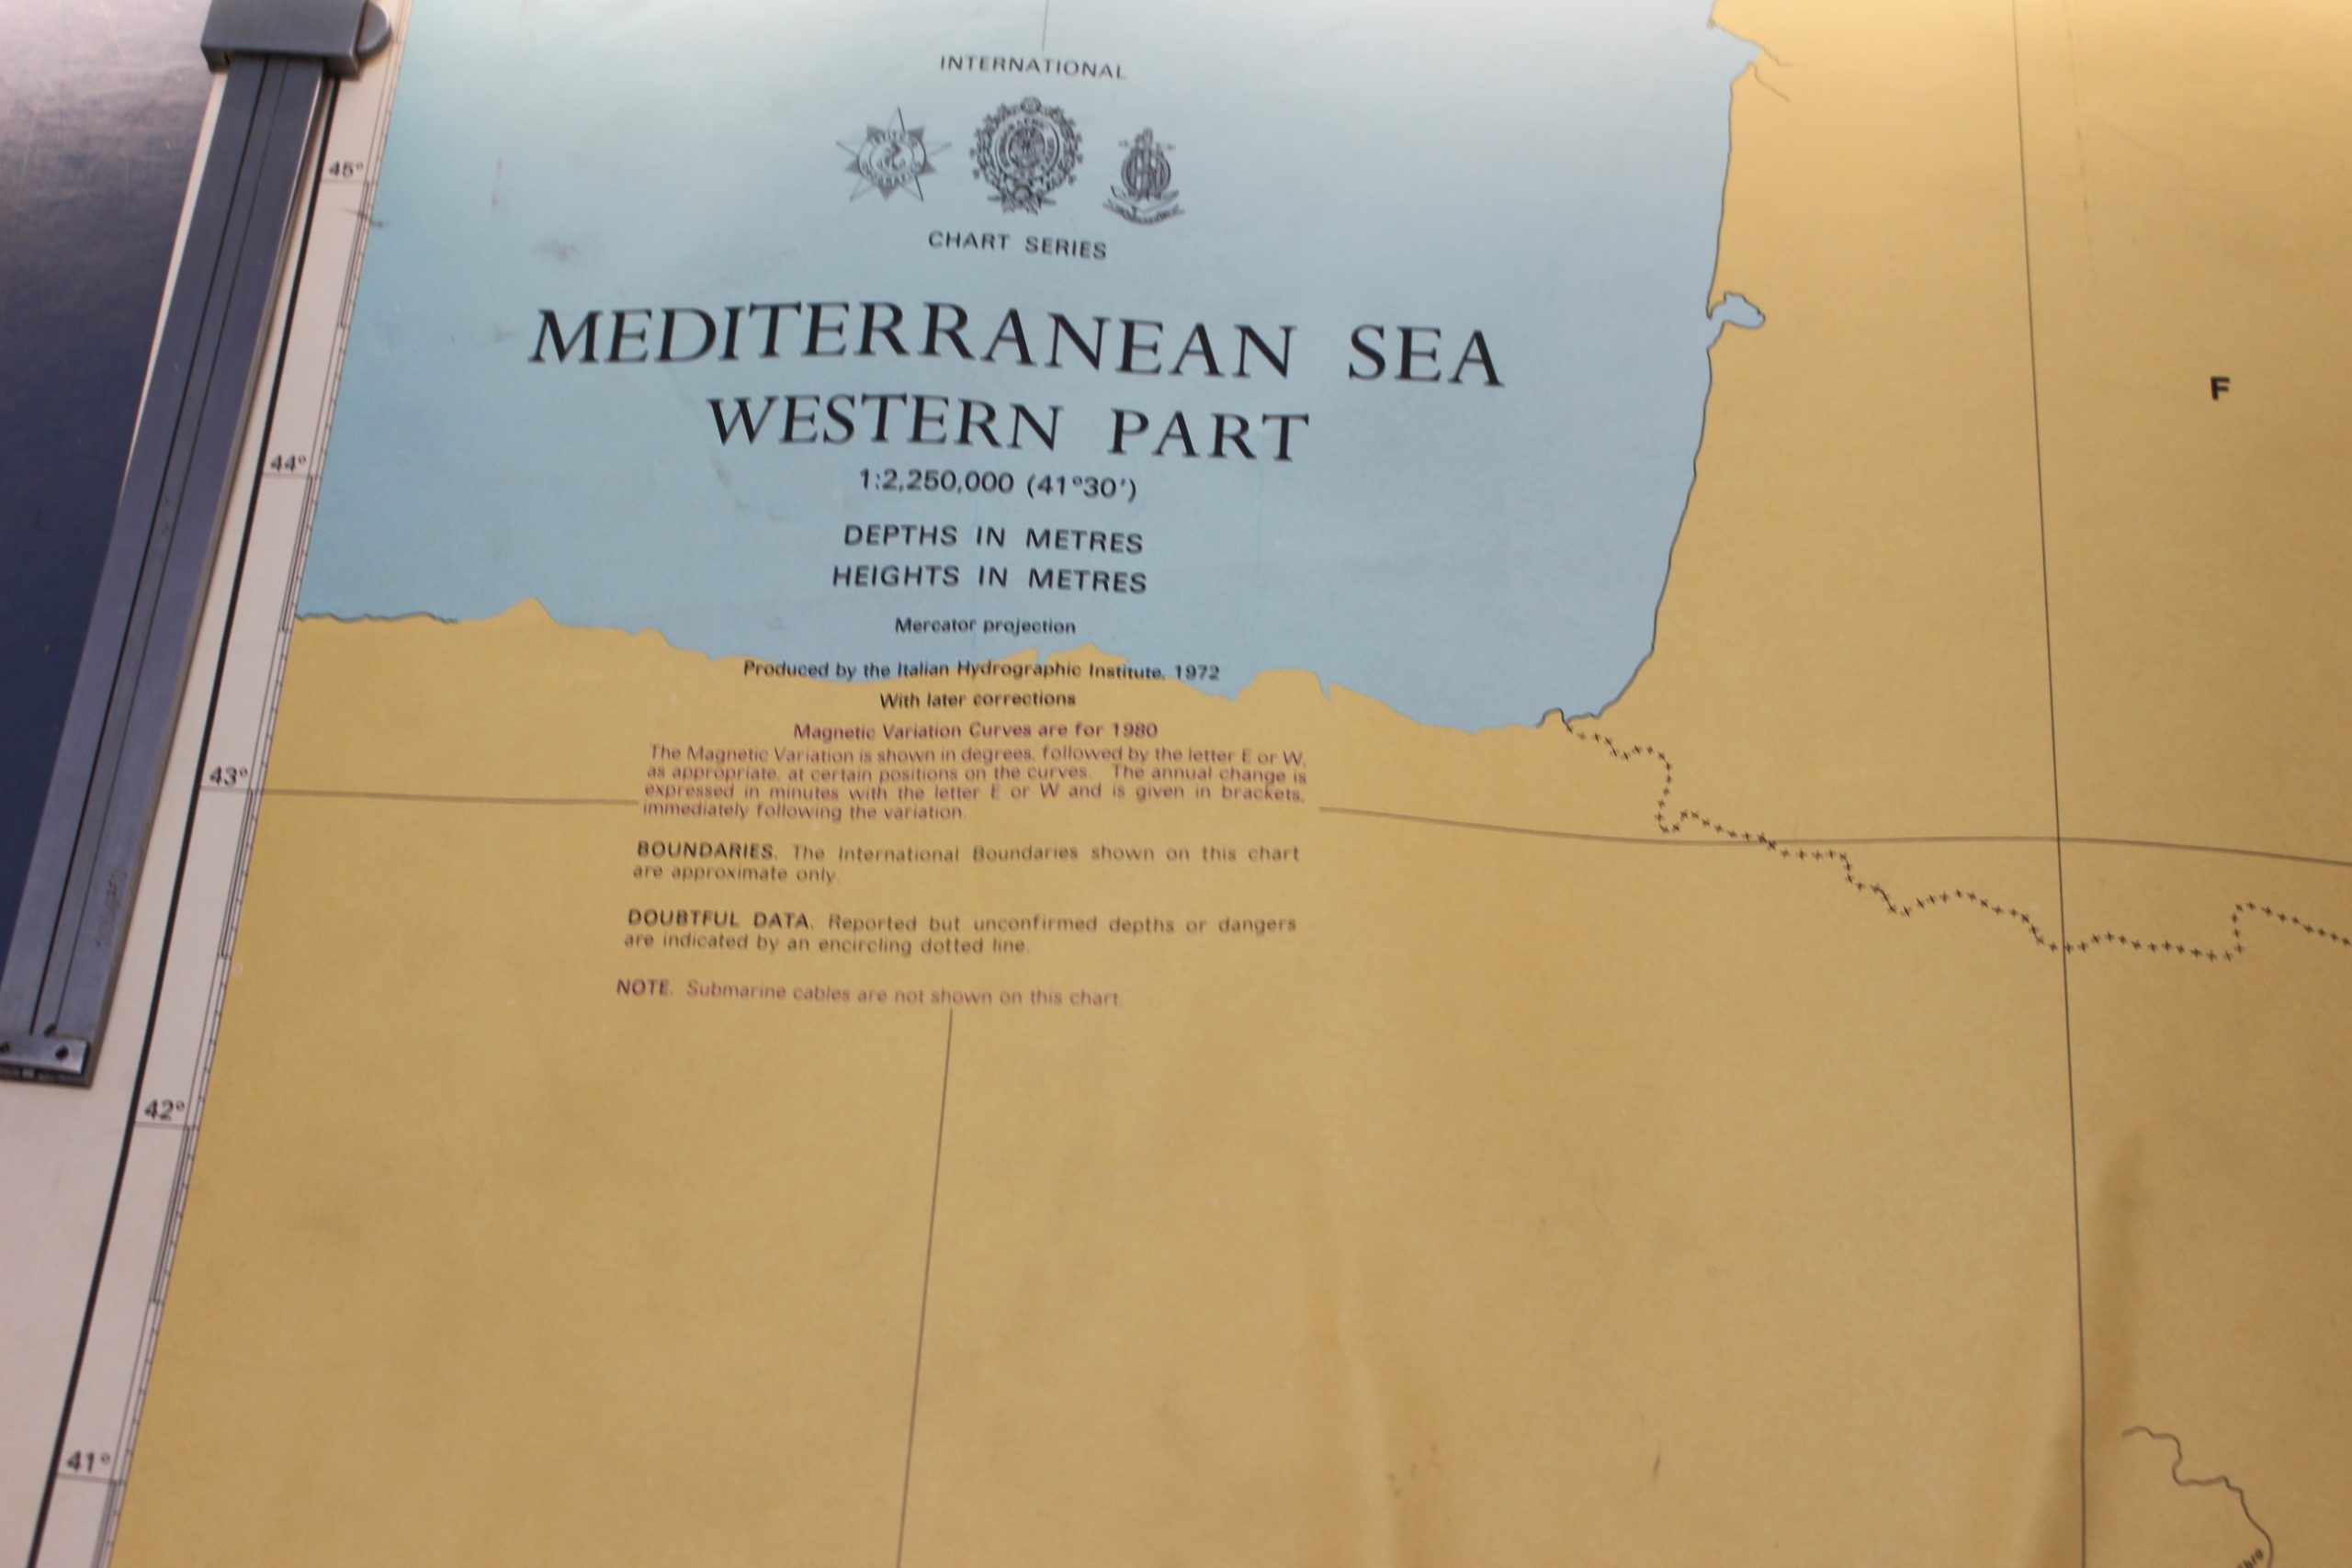 INTERNATIONAL
CHART SERIES
MEDITERRANEAN SEA
WESTERN PART
1:2,250,000 (41°30′)
DEPTHS IN METRES
HEIGHTS IN METRES
Mercator projection
Produced by the Italian Hydrographic Institute, 1972
With later corrections
Magnetic Variation Curves are for 1980
The Magnetic Variation is shown in degrees, followed by the letter E or W,
as appropriate, at certain positions on the curves. The annual change is
expressed in minutes with the letter E or W and is given in brackets,
immediately following the variation.
BOUNDARIES. The International Boundaries shown on this chart
are approximate only.
DOUBTFUL DATA. Reported but unconfirmed depths or dangers
are indicated by an encircling dotted line.
NOTE. Submarine cables are not shown on this chart.
45°
44°
43°
42°
41°
F